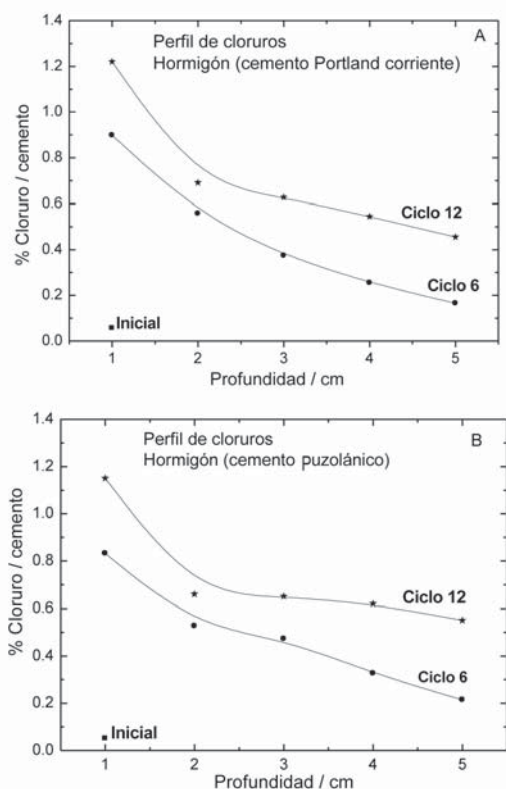 Perfil de cloruros
A
Hormigón (cemento Portland corriente)
% Cloruro / cemento
1.4
1.2
1.0
0.8
0.6
0.4
0.2
0.0
Ciclo 12
Ciclo 6
Inicial
1 2 3 4 5
Profundidad / cm
Perfil de cloruros
B
Hormigón (cemento puzolánico)
% Cloruro / cemento
1.4
1.2
1.0
0.8
0.6
0.4
0.2
0.0
Ciclo 12
Ciclo 6
Inicial
1 2 3 4 5
Profundidad / cm